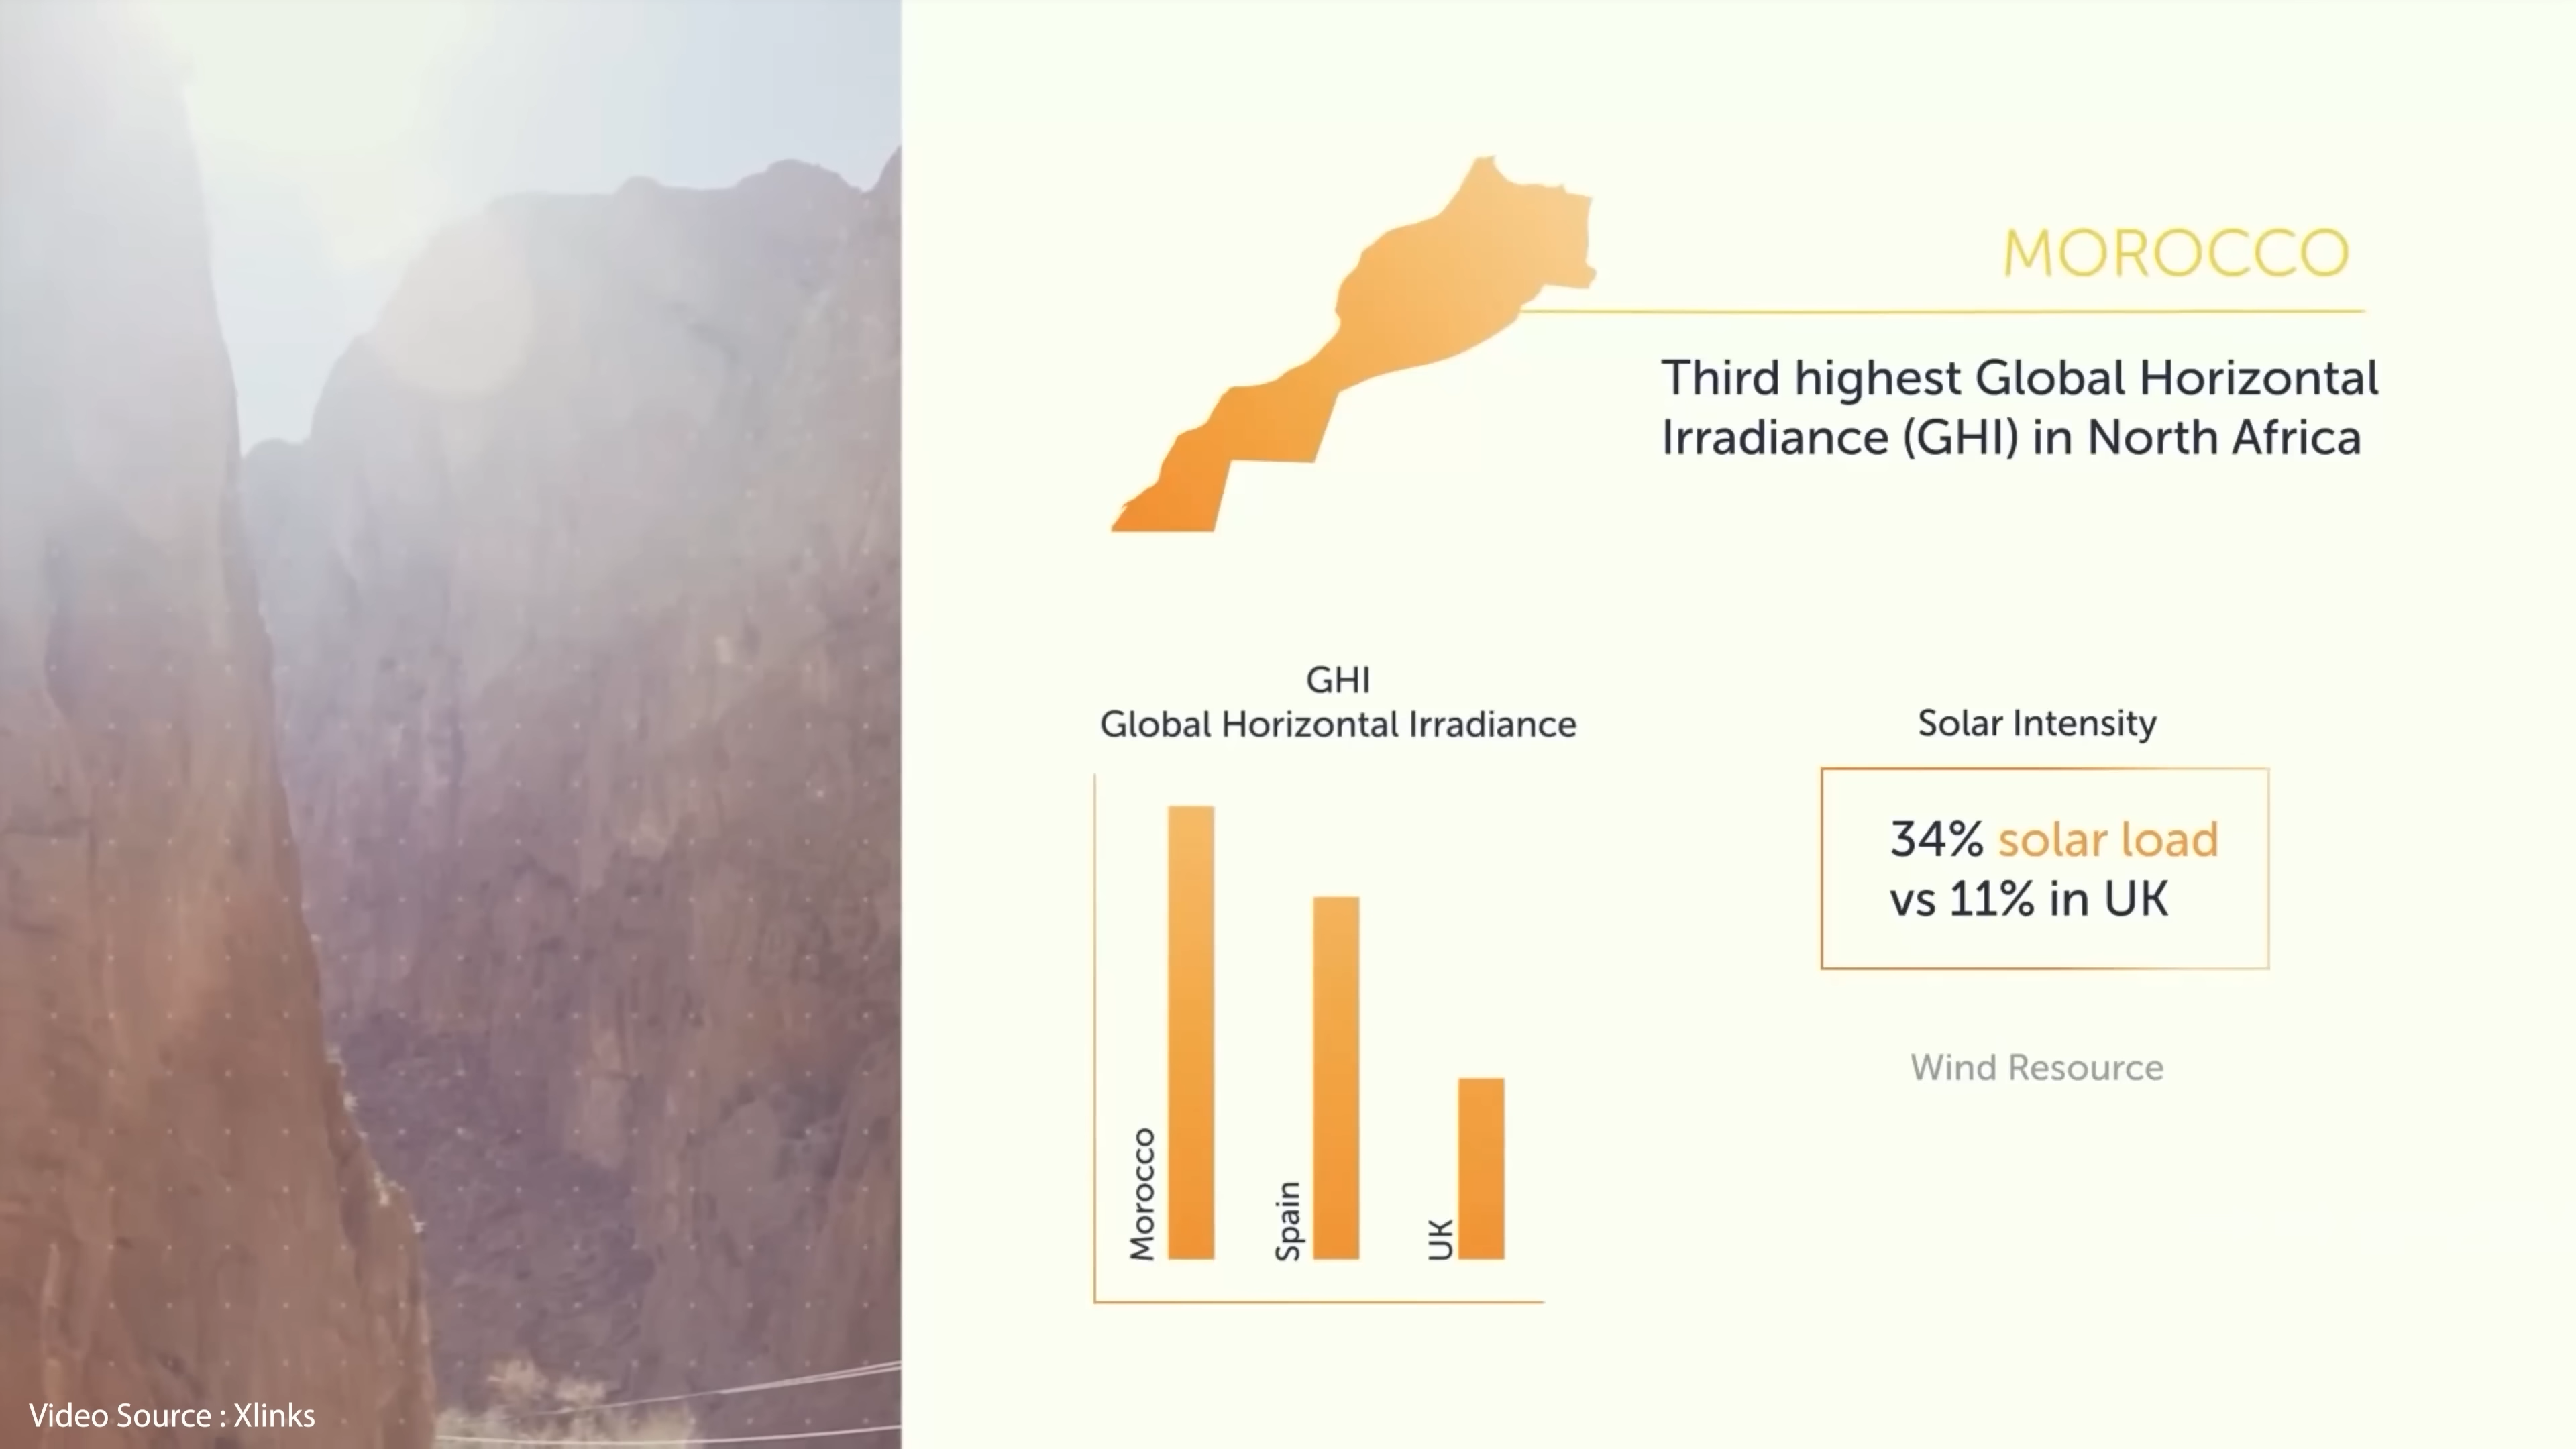 MOROCCO
Third highest Global Horizontal
Irradiance (GHI) in North Africa
GHI
Global Horizontal Irradiance
Morocco
Spain
UK
Solar Intensity
34% solar load
vs 11% in UK
Wind Resource
Video Source : Xlinks